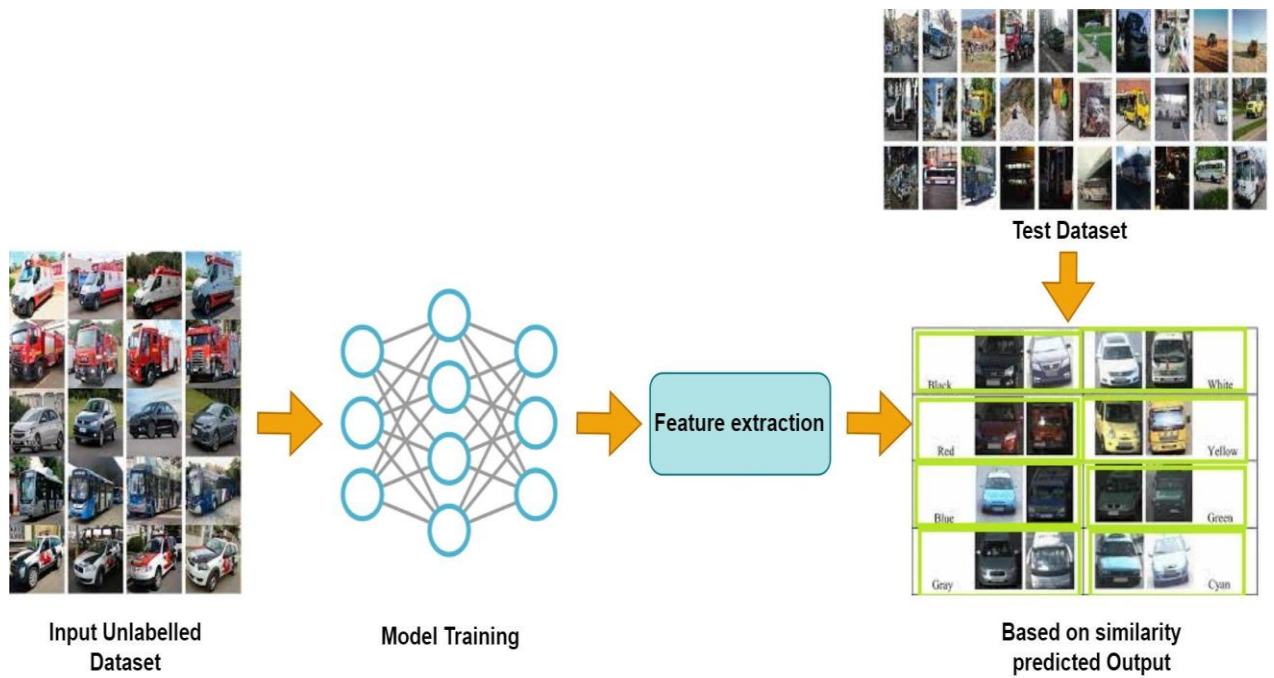 Test Dataset
Black
White
Red
Yellow
Blue
Green
Gray
Cyan
Feature extraction
Input Unlabelled
Dataset
Model Training
Based on similarity
predicted Output